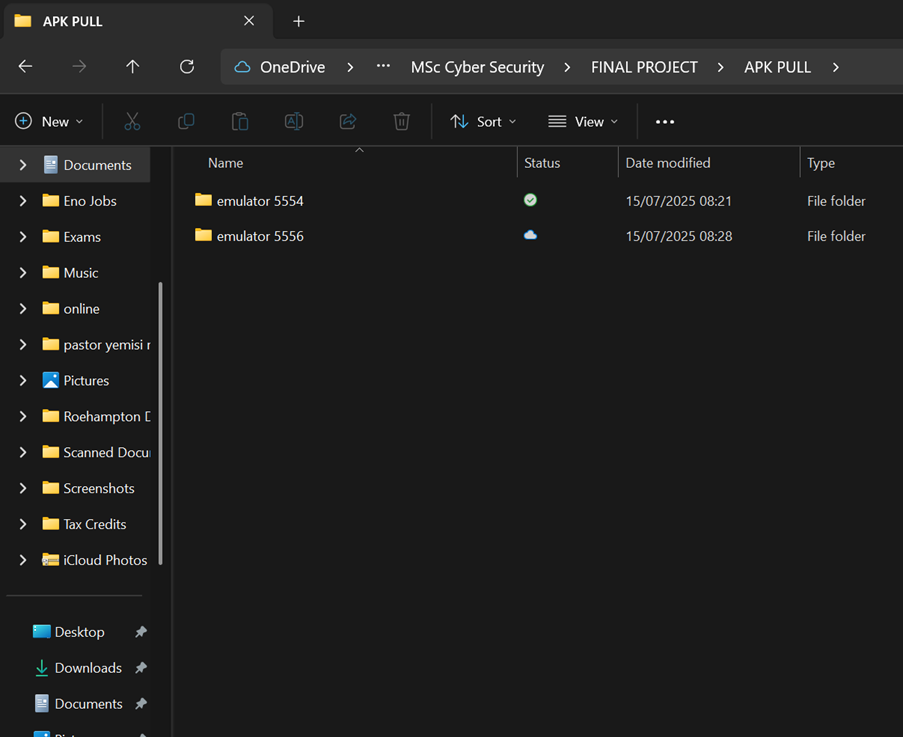 APK PULL
OneDrive > ··· MSc Cyber Security > FINAL PROJECT > APK PULL >
New Sort View ···
Name Status Date modified Type
emulator 5554 15/07/2025 08:21 File folder
emulator 5556 15/07/2025 08:28 File folder
Documents
Eno Jobs
Exams
Music
online
pastor yemisi
Pictures
Roehampton
Scanned
Screenshots
Tax Credits
iCloud Photos
Desktop
Downloads
Documents